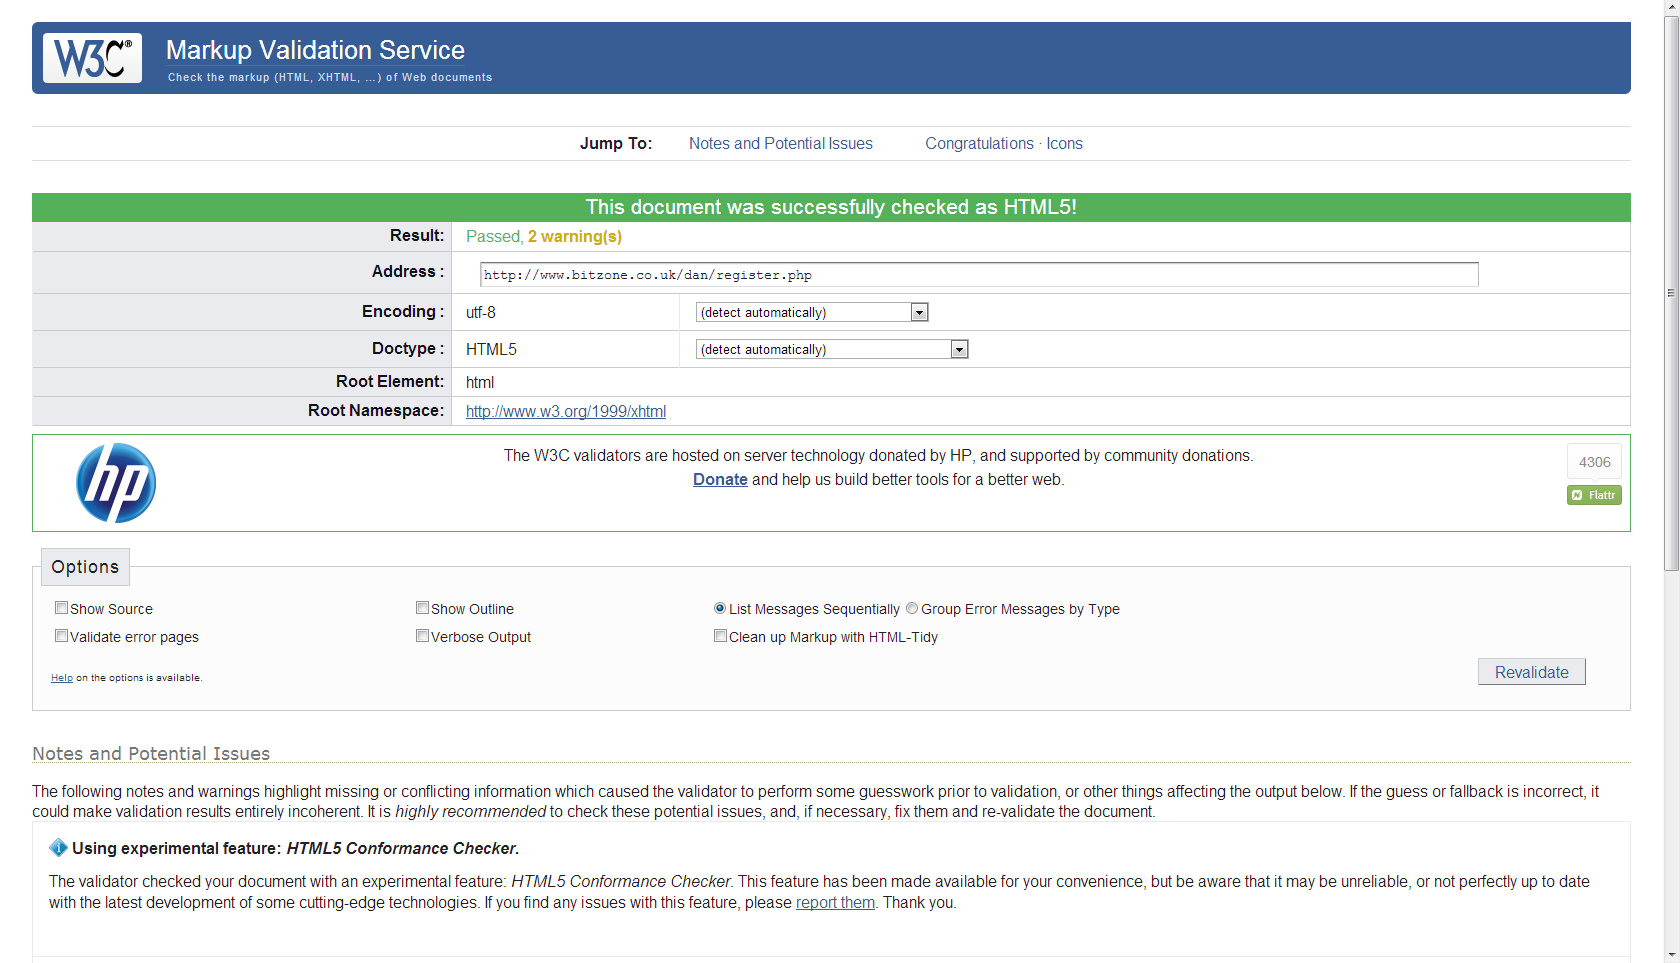 W3C®
Markup Validation Service
Check the markup (HTML, XHTML, ...) of Web documents
Jump To: Notes and Potential Issues Congratulations · Icons
This document was successfully checked as HTML5!
Result: Passed, 2 warning(s)
Address : http://www.bitzone.co.uk/dan/register.php
Encoding : utf-8 (detect automatically)
Doctype : HTML5 (detect automatically)
Root Element: html
Root Namespace: http://www.w3.org/1999/xhtml
hp
The W3C validators are hosted on server technology donated by HP, and supported by community donations.
Donate and help us build better tools for a better web.
4306
Flattr
Options
Show Source Show Outline List Messages Sequentially Group Error Messages by Type
Validate error pages Verbose Output Clean up Markup with HTML-Tidy
Help on the options is available.
Revalidate
Notes and Potential Issues
The following notes and warnings highlight missing or conflicting information which caused the validator to perform some guesswork prior to validation, or other things affecting the output below. If the guess or fallback is incorrect, it
could make validation results entirely incoherent. It is highly recommended to check these potential issues, and, if necessary, fix them and re-validate the document.
Using experimental feature: HTML5 Conformance Checker.
The validator checked your document with an experimental feature: HTML5 Conformance Checker. This feature has been made available for your convenience, but be aware that it may be unreliable, or not perfectly up to date
with the latest development of some cutting-edge technologies. If you find any issues with this feature, please report them. Thank you.